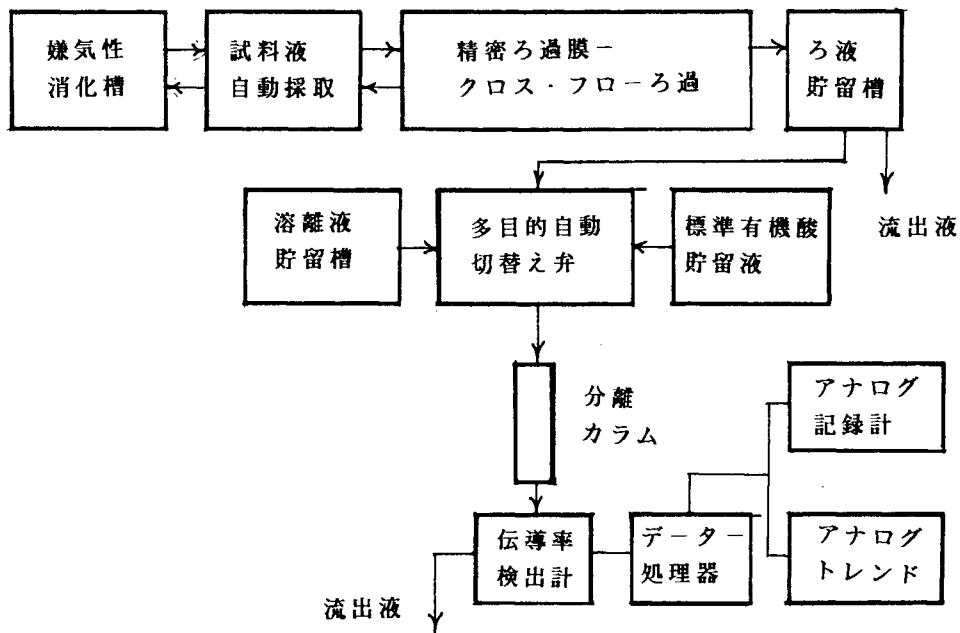 嫌気性
消化槽
試料液
自動採取
精密ろ過膜－
クロス・フローろ過
ろ液
貯留槽
溶離液
貯留槽
多目的自動
切替え弁
標準有機酸
貯留液
流出液
分離
カラム
アナログ
記録計
伝導率
検出計
データー
処理器
アナログ
トレンド
流出液